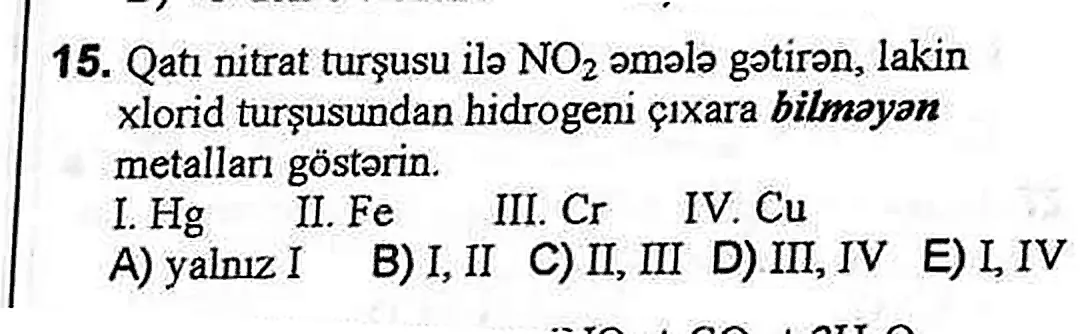 15. Qatı nitrat turşusu ilə NO₂ əmələ gətirən, lakin
xlorid turşusundan hidrogeni çıxara bilməyən
metalları göstərin.
I. Hg II. Fe III. Cr IV. Cu
A) yalnız I B) I, II C) II, III D) III, IV E) I, IV